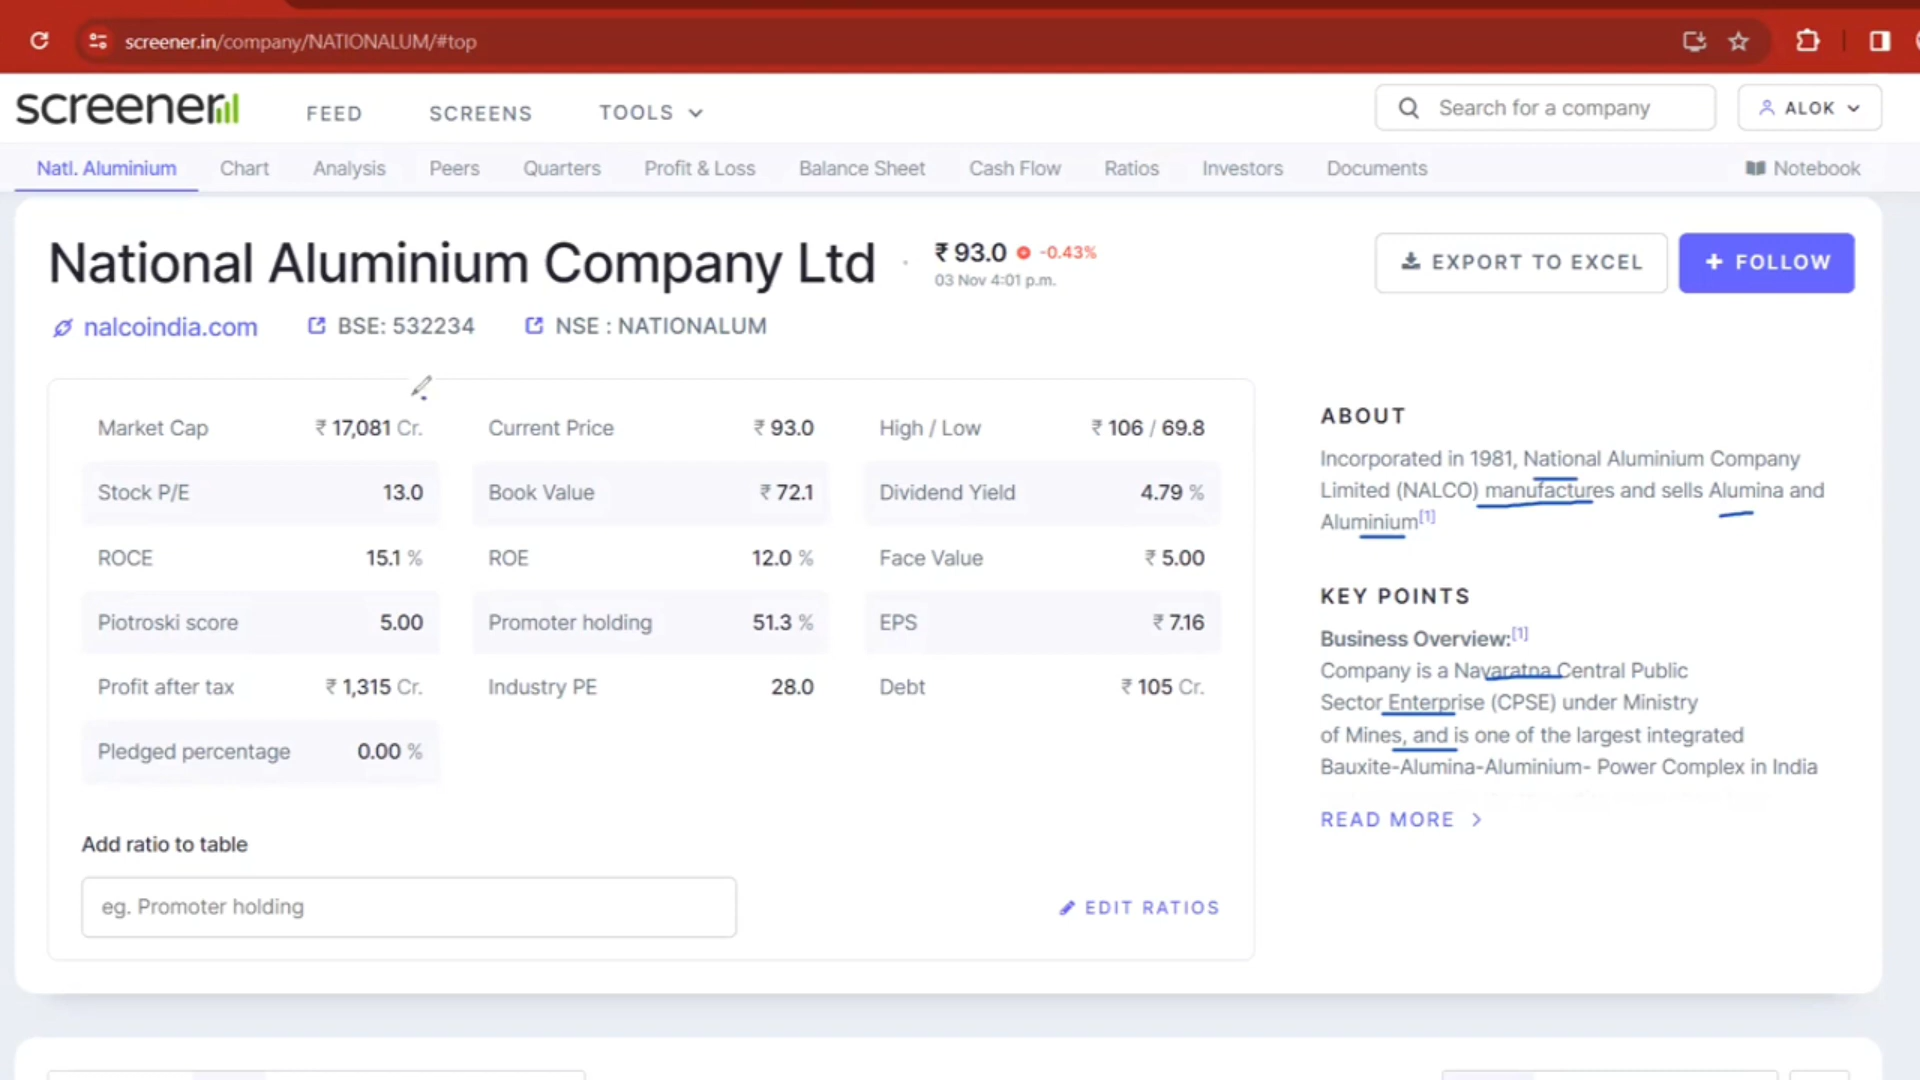 screener.in/company/NATIONALUM/#top
screener
FEED SCREENS TOOLS
Search for a company
ALOK
Natl. Aluminium Chart Analysis Peers Quarters Profit & Loss Balance Sheet Cash Flow Ratios Investors Documents Notebook
National Aluminium Company Ltd
₹ 93.0 -0.43%
03 Nov 4:01 p.m.
EXPORT TO EXCEL
+ FOLLOW
nalcoindia.com BSE: 532234 NSE : NATIONALUM
Market Cap ₹ 17,081 Cr. Current Price ₹ 93.0 High / Low ₹ 106 / 69.8
Stock P/E 13.0 Book Value ₹ 72.1 Dividend Yield 4.79 %
ROCE 15.1 % ROE 12.0 % Face Value ₹ 5.00
Piotroski score 5.00 Promoter holding 51.3 % EPS ₹ 7.16
Profit after tax ₹ 1,315 Cr. Industry PE 28.0 Debt ₹ 105 Cr.
Pledged percentage 0.00 %
Add ratio to table
eg. Promoter holding
EDIT RATIOS
ABOUT
Incorporated in 1981, National Aluminium Company
Limited (NALCO) manufactures and sells Alumina and
Aluminium[1]
KEY POINTS
Business Overview:[1]
Company is a Navaratna Central Public
Sector Enterprise (CPSE) under Ministry
of Mines, and is one of the largest integrated
Bauxite-Alumina-Aluminium- Power Complex in India
READ MORE >